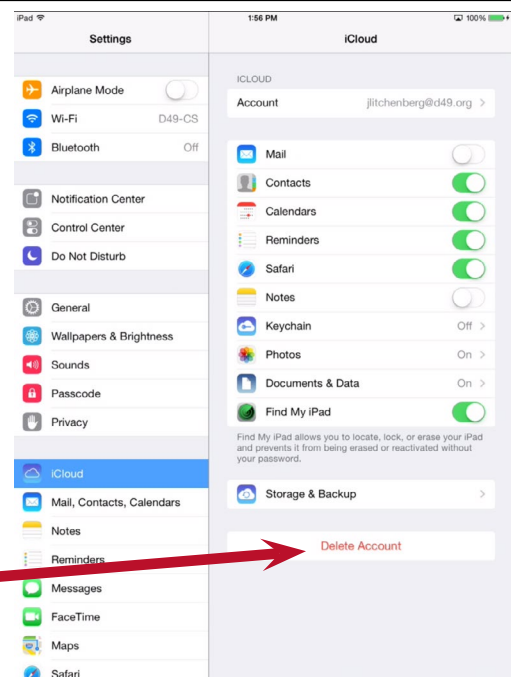 iPad
1:56 PM
100%
Settings
iCloud
Airplane Mode
Wi-Fi
D49-CS
Bluetooth
Off
Notification Center
Control Center
Do Not Disturb
General
Wallpapers & Brightness
Sounds
Passcode
Privacy
iCloud
Mail, Contacts, Calendars
Notes
Reminders
Messages
FaceTime
Maps
Safari
ICLOUD
Account
jlitchenberg@d49.org
Mail
Contacts
Calendars
Reminders
Safari
Notes
Keychain
Off
Photos
On
Documents & Data
On
Find My iPad
Find My iPad allows you to locate, lock, or erase your iPad
and prevents it from being erased or reactivated without
your password.
Storage & Backup
Delete Account